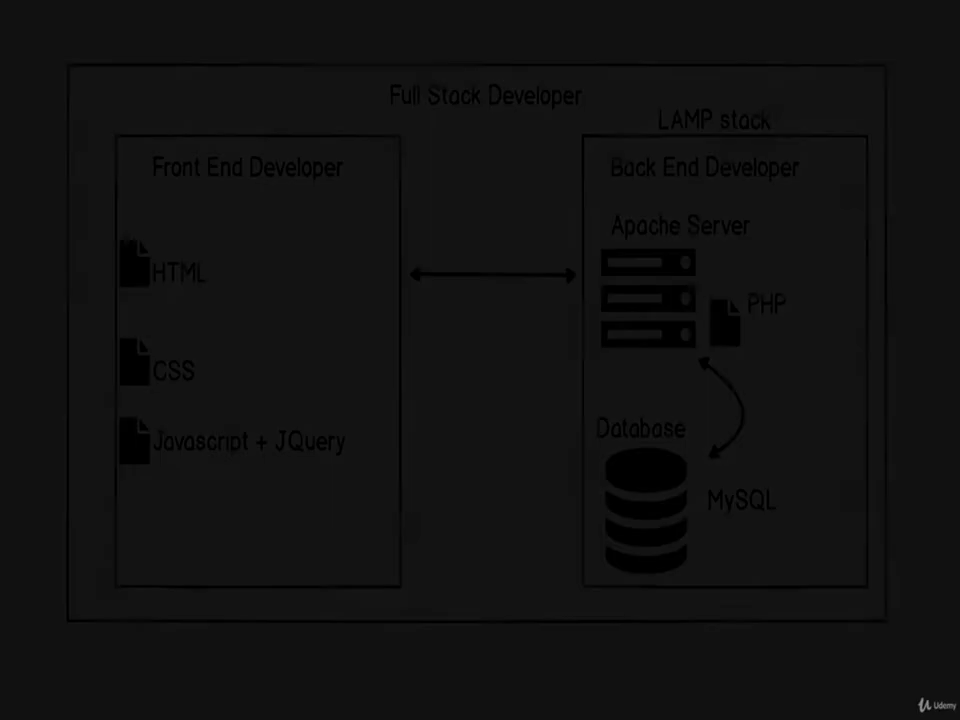 Full Stack Developer
LAMP stack
Front End Developer
Back End Developer
Apache Server
HTML
PHP
CSS
Database
Javascript + JQuery
MySQL
Udemy